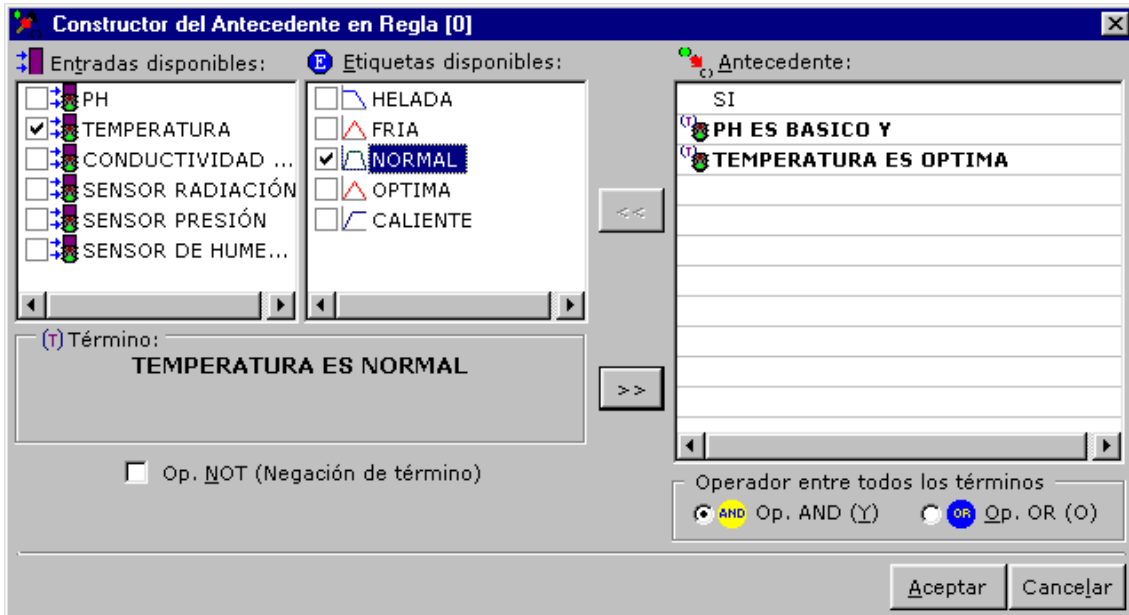 Constructor del Antecedente en Regla [0]
Entradas disponibles:
PH
TEMPERATURA
CONDUCTIVIDAD ...
SENSOR RADIACIÓN
SENSOR PRESIÓN
SENSOR DE HUME...
E Etiquetas disponibles:
HELADA
FRIA
NORMAL
OPTIMA
CALIENTE
(T) Término:
TEMPERATURA ES NORMAL
Op. NOT (Negación de término)
<<
>>
Antecedente:
SI
(T) PH ES BASICO Y
(T) TEMPERATURA ES OPTIMA
Operador entre todos los términos
AND Op. AND (Y)
OR Op. OR (O)
Aceptar
Cancelar